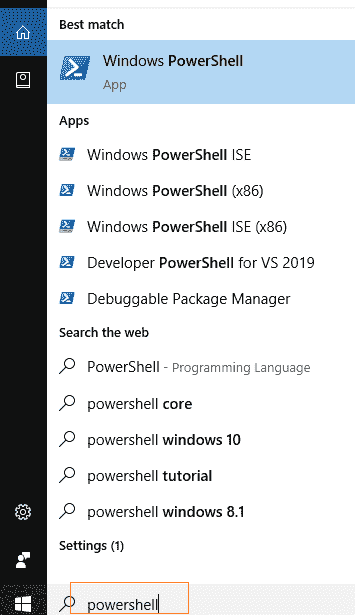 Best match
Windows PowerShell
App
Apps
Windows PowerShell ISE
Windows PowerShell (x86)
Windows PowerShell ISE (x86)
Developer PowerShell for VS 2019
Debuggable Package Manager
Search the web
PowerShell - Programming Language
powershell core
powershell windows 10
powershell tutorial
powershell windows 8.1
Settings (1)
powershell